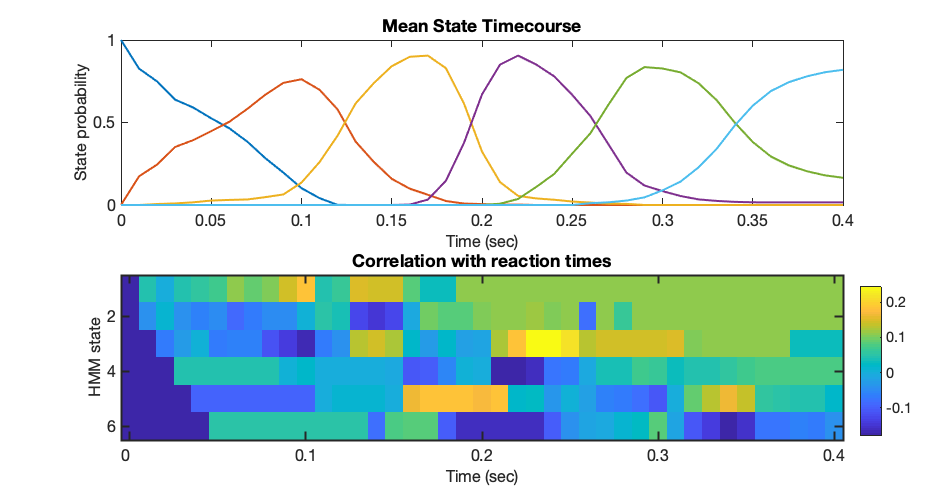 Mean State Timecourse
State probability
1
0.5
0
0 0.05 0.1 0.15 0.2 0.25 0.3 0.35 0.4
Time (sec)
Correlation with reaction times
HMM state
2
4
6
0 0.1 0.2 0.3 0.4
Time (sec)
0.2
0.1
0
-0.1